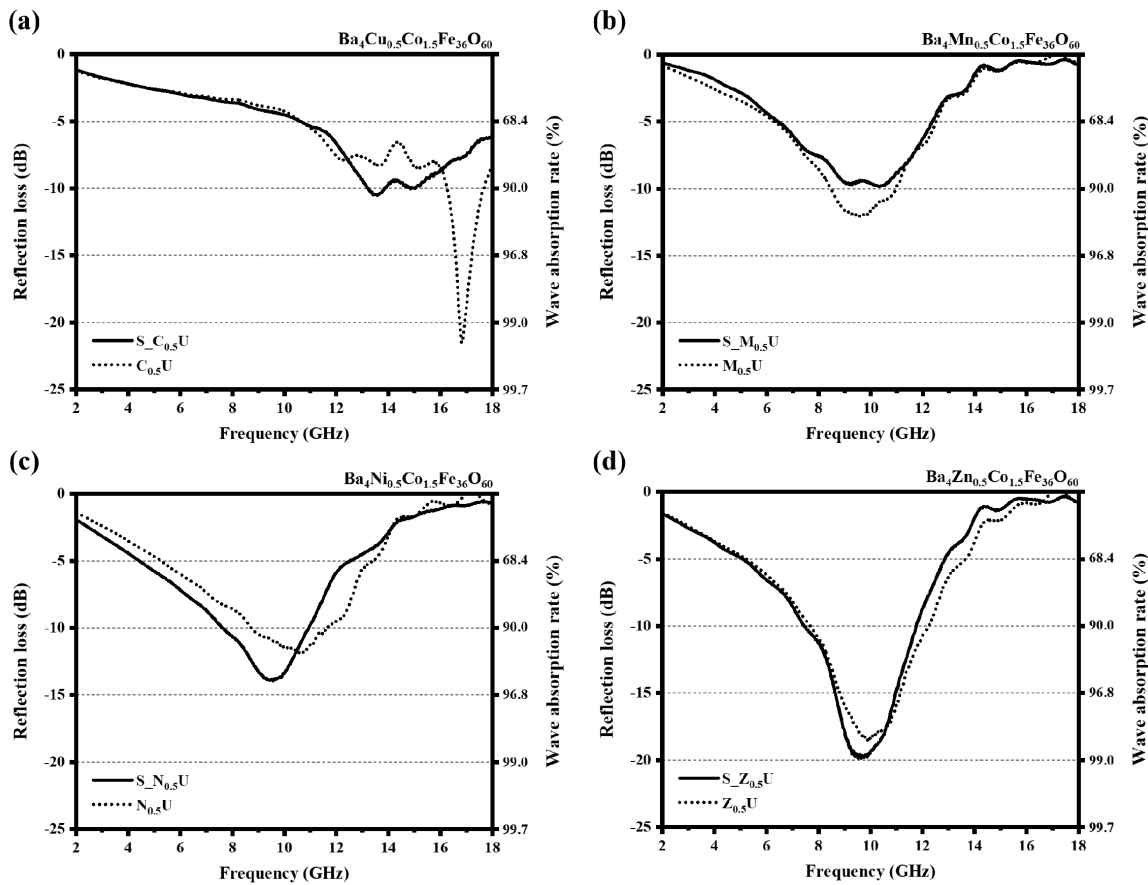 (a)
Ba₄Cu₀.₅Co₁.₅Fe₃₆O₆₀
0
-5
-10
-15
-20
-25
68.4
90.0
96.8
99.0
99.7
Reflection loss (dB)
Wave absorption rate (%)
S_C₀.₅U
C₀.₅U
2 4 6 8 10 12 14 16 18
Frequency (GHz)
(b)
Ba₄Mn₀.₅Co₁.₅Fe₃₆O₆₀
0
-5
-10
-15
-20
-25
68.4
90.0
96.8
99.0
99.7
Reflection loss (dB)
Wave absorption rate (%)
S_M₀.₅U
M₀.₅U
2 4 6 8 10 12 14 16 18
Frequency (GHz)
(c)
Ba₄Ni₀.₅Co₁.₅Fe₃₆O₆₀
0
-5
-10
-15
-20
-25
68.4
90.0
96.8
99.0
99.7
Reflection loss (dB)
Wave absorption rate (%)
S_N₀.₅U
N₀.₅U
2 4 6 8 10 12 14 16 18
Frequency (GHz)
(d)
Ba₄Zn₀.₅Co₁.₅Fe₃₆O₆₀
0
-5
-10
-15
-20
-25
68.4
90.0
96.8
99.0
99.7
Reflection loss (dB)
Wave absorption rate (%)
S_Z₀.₅U
Z₀.₅U
2 4 6 8 10 12 14 16 18
Frequency (GHz)